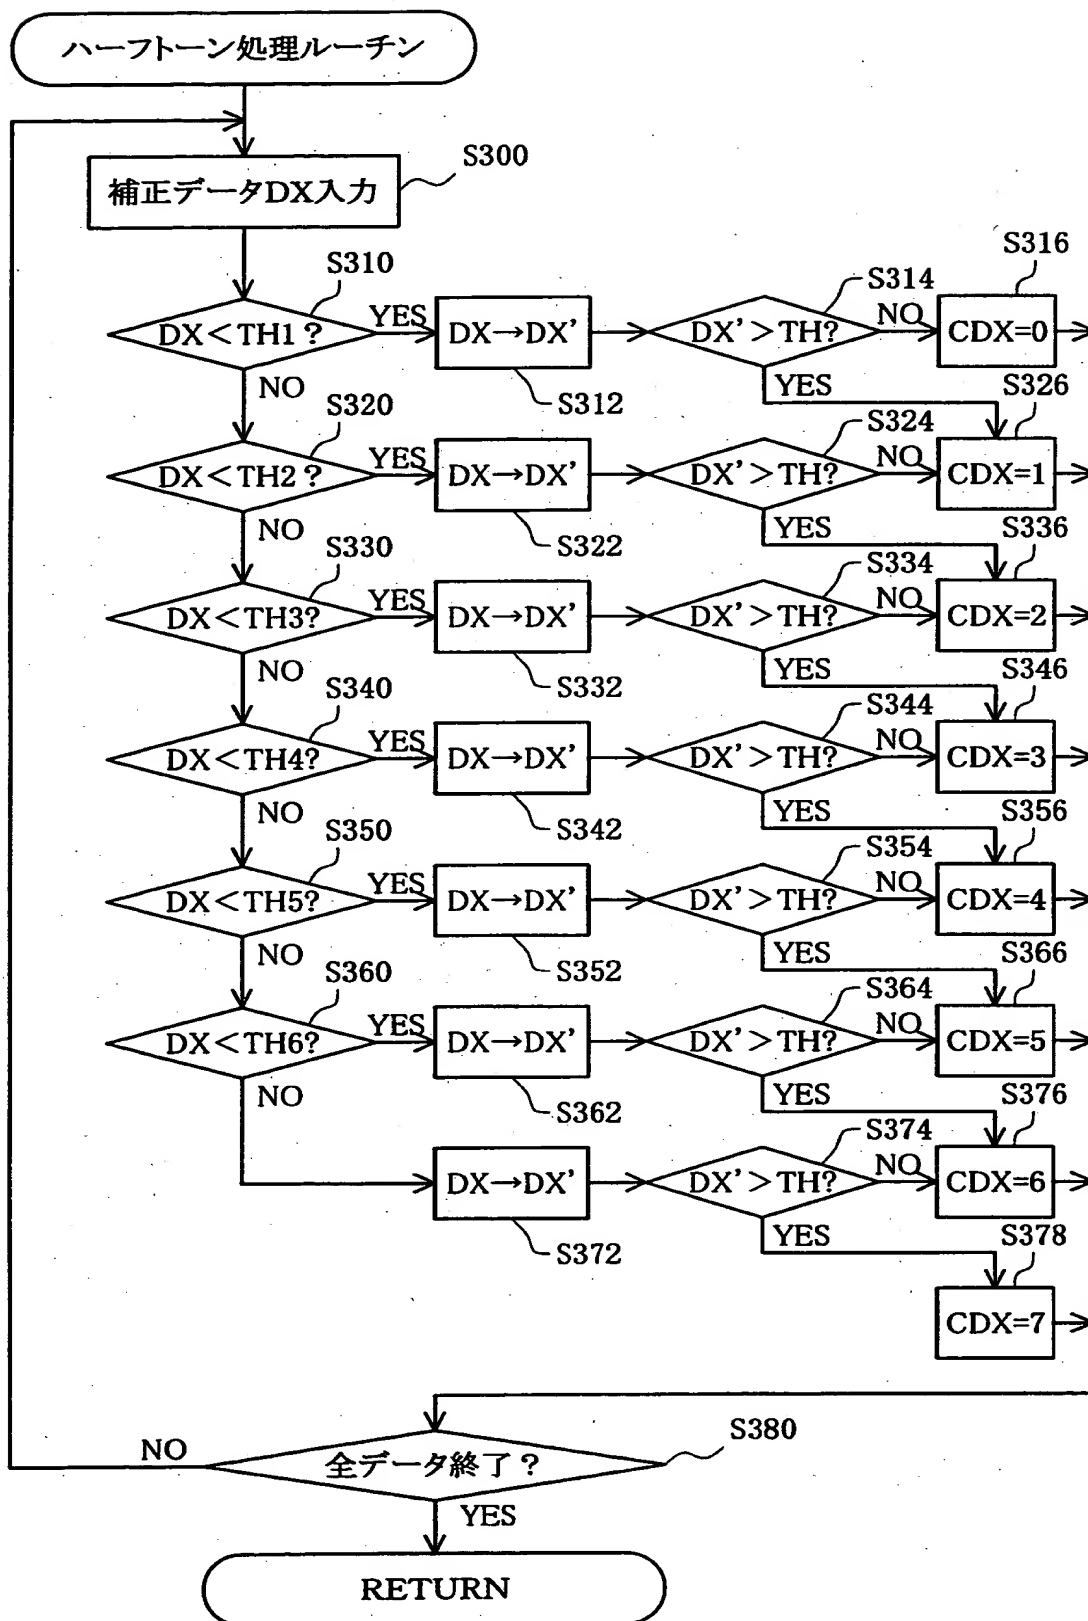 ハーフトーン処理ルーチン
S300
補正データDX入力
S310
DX<TH1?
YES
DX→DX'
S312
S314
DX'>TH?
NO
S316
CDX=0
NO
YES
S320
DX<TH2?
YES
DX→DX'
S322
S324
DX'>TH?
NO
S326
CDX=1
NO
YES
S330
DX<TH3?
YES
DX→DX'
S332
S334
DX'>TH?
NO
S336
CDX=2
NO
YES
S340
DX<TH4?
YES
DX→DX'
S342
S344
DX'>TH?
NO
S346
CDX=3
NO
YES
S350
DX<TH5?
YES
DX→DX'
S352
S354
DX'>TH?
NO
S356
CDX=4
NO
YES
S360
DX<TH6?
YES
DX→DX'
S362
S364
DX'>TH?
NO
S366
CDX=5
NO
YES
DX→DX'
S372
S374
DX'>TH?
NO
S376
CDX=6
YES
S378
CDX=7
S380
全データ終了?
NO
YES
RETURN